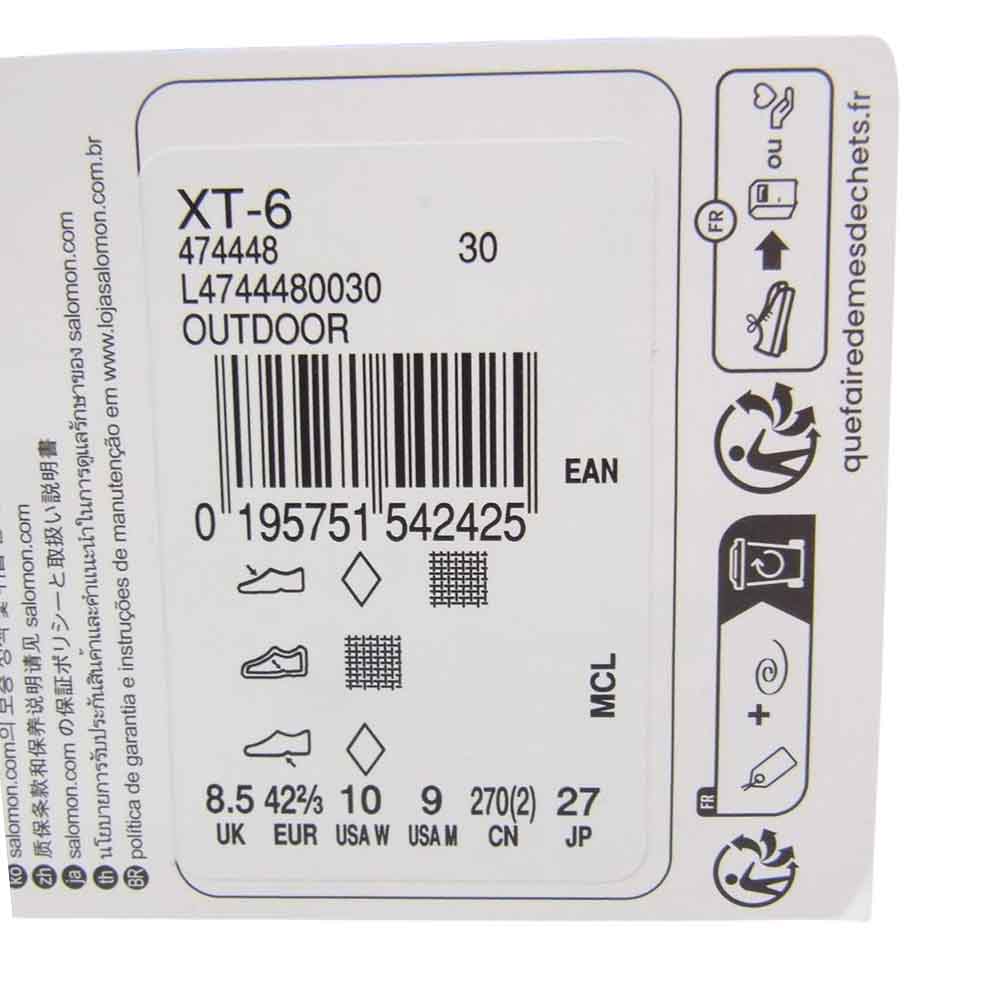 XT-6
474448 30
L4744480030
OUTDOOR
EAN
0 195751 542425
MCL
8.5 42⅔ 10 9 270(2) 27
UK EUR USA W USA M CN JP
FR
ou
quefairedemesdechets.fr
+
FR
ko salomon.com의 보증 정책 및
zh 质保条款和保养说明请见 salomon.com
ja salomon.com の保証ポリシーと取扱い説明書
th นโยบายการรับประกันสินค้าและคำแนะนำในการดูแลรักษาของ salomon.com
BR política de garantia e instruções de manutenção em www.lojasalomon.com.br